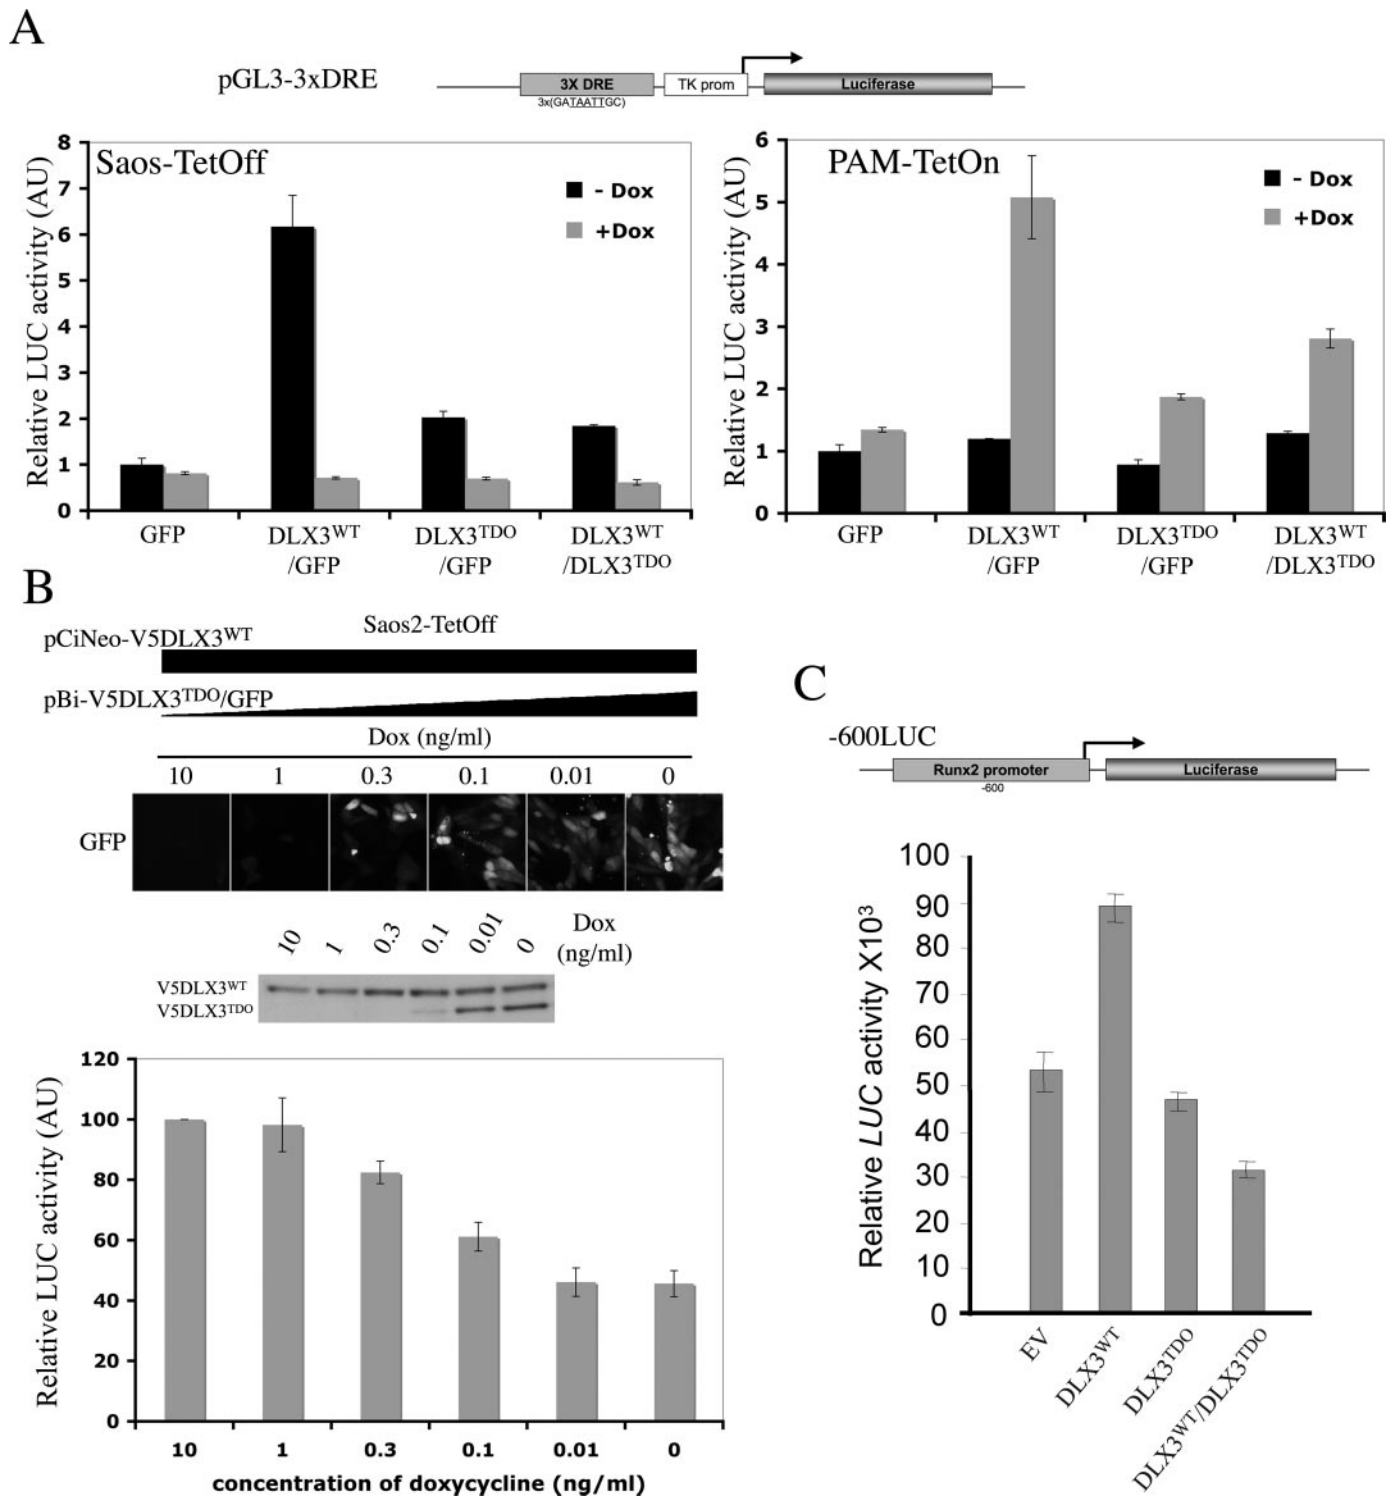 A
pGL3-3xDRE
3X DRE
TK prom
Luciferase
3x(GATAATTGC)
Saos-TetOff
- Dox
+Dox
Relative LUC activity (AU)
8
7
6
5
4
3
2
1
0
GFP
DLX3WT
/GFP
DLX3TDO
/GFP
DLX3WT
/DLX3TDO
PAM-TetOn
- Dox
+Dox
Relative LUC activity (AU)
6
5
4
3
2
1
0
GFP
DLX3WT
/GFP
DLX3TDO
/GFP
DLX3WT
/DLX3TDO
B
Saos2-TetOff
pCiNeo-V5DLX3WT
pBi-V5DLX3TDO/GFP
Dox (ng/ml)
10 1 0.3 0.1 0.01 0
GFP
10 1 0.3 0.1 0.01 0
Dox
(ng/ml)
V5DLX3WT
V5DLX3TDO
Relative LUC activity (AU)
120
100
80
60
40
20
0
10 1 0.3 0.1 0.01 0
concentration of doxycycline (ng/ml)
C
-600LUC
Runx2 promoter
Luciferase
-600
Relative LUC activity X10³
100
90
80
70
60
50
40
30
20
10
0
EV
DLX3WT
DLX3TDO
DLX3WT/DLX3TDO